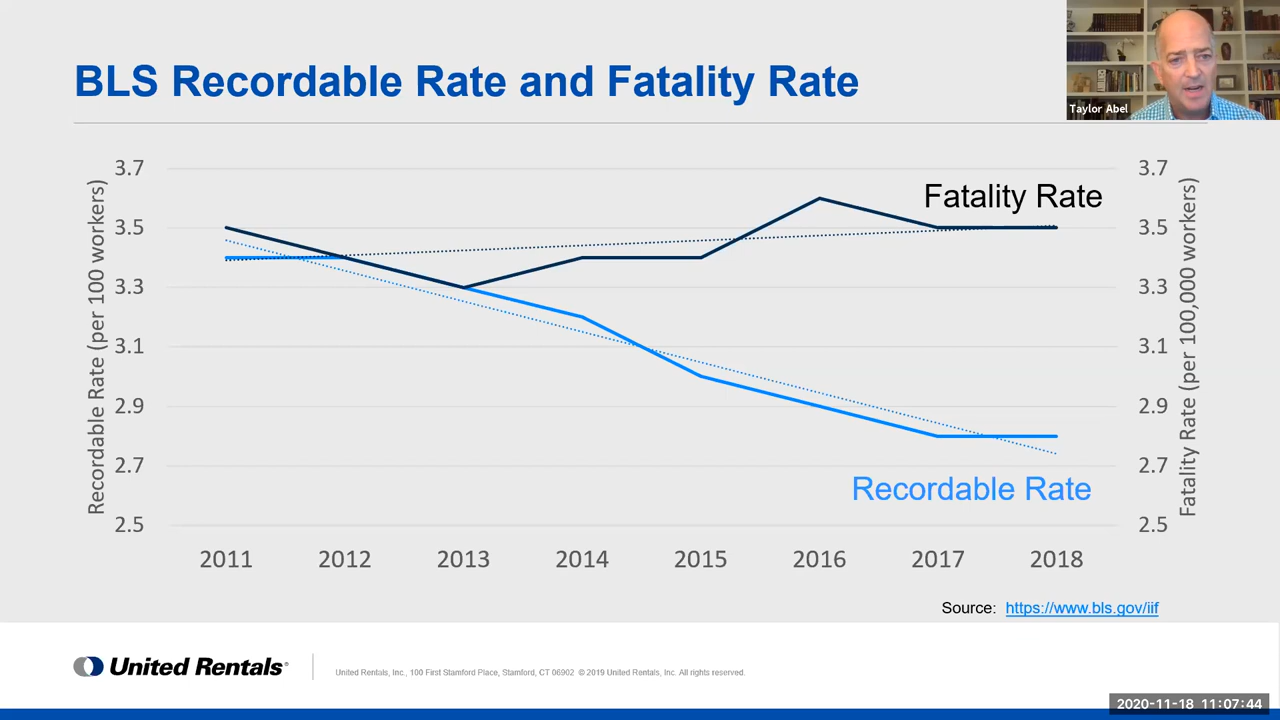 BLS Recordable Rate and Fatality Rate
Taylor Abel
Recordable Rate (per 100 workers)
3.7
3.5
3.3
3.1
2.9
2.7
2.5
Fatality Rate
Recordable Rate
3.7
3.5
3.3
3.1
2.9
2.7
2.5
Fatality Rate (per 100,000 workers)
2011 2012 2013 2014 2015 2016 2017 2018
Source: https://www.bls.gov/iif
United Rentals®
United Rentals, Inc., 100 First Stamford Place, Stamford, CT 06902 © 2019 United Rentals, Inc. All rights reserved.
2020-11-18 11:07:44